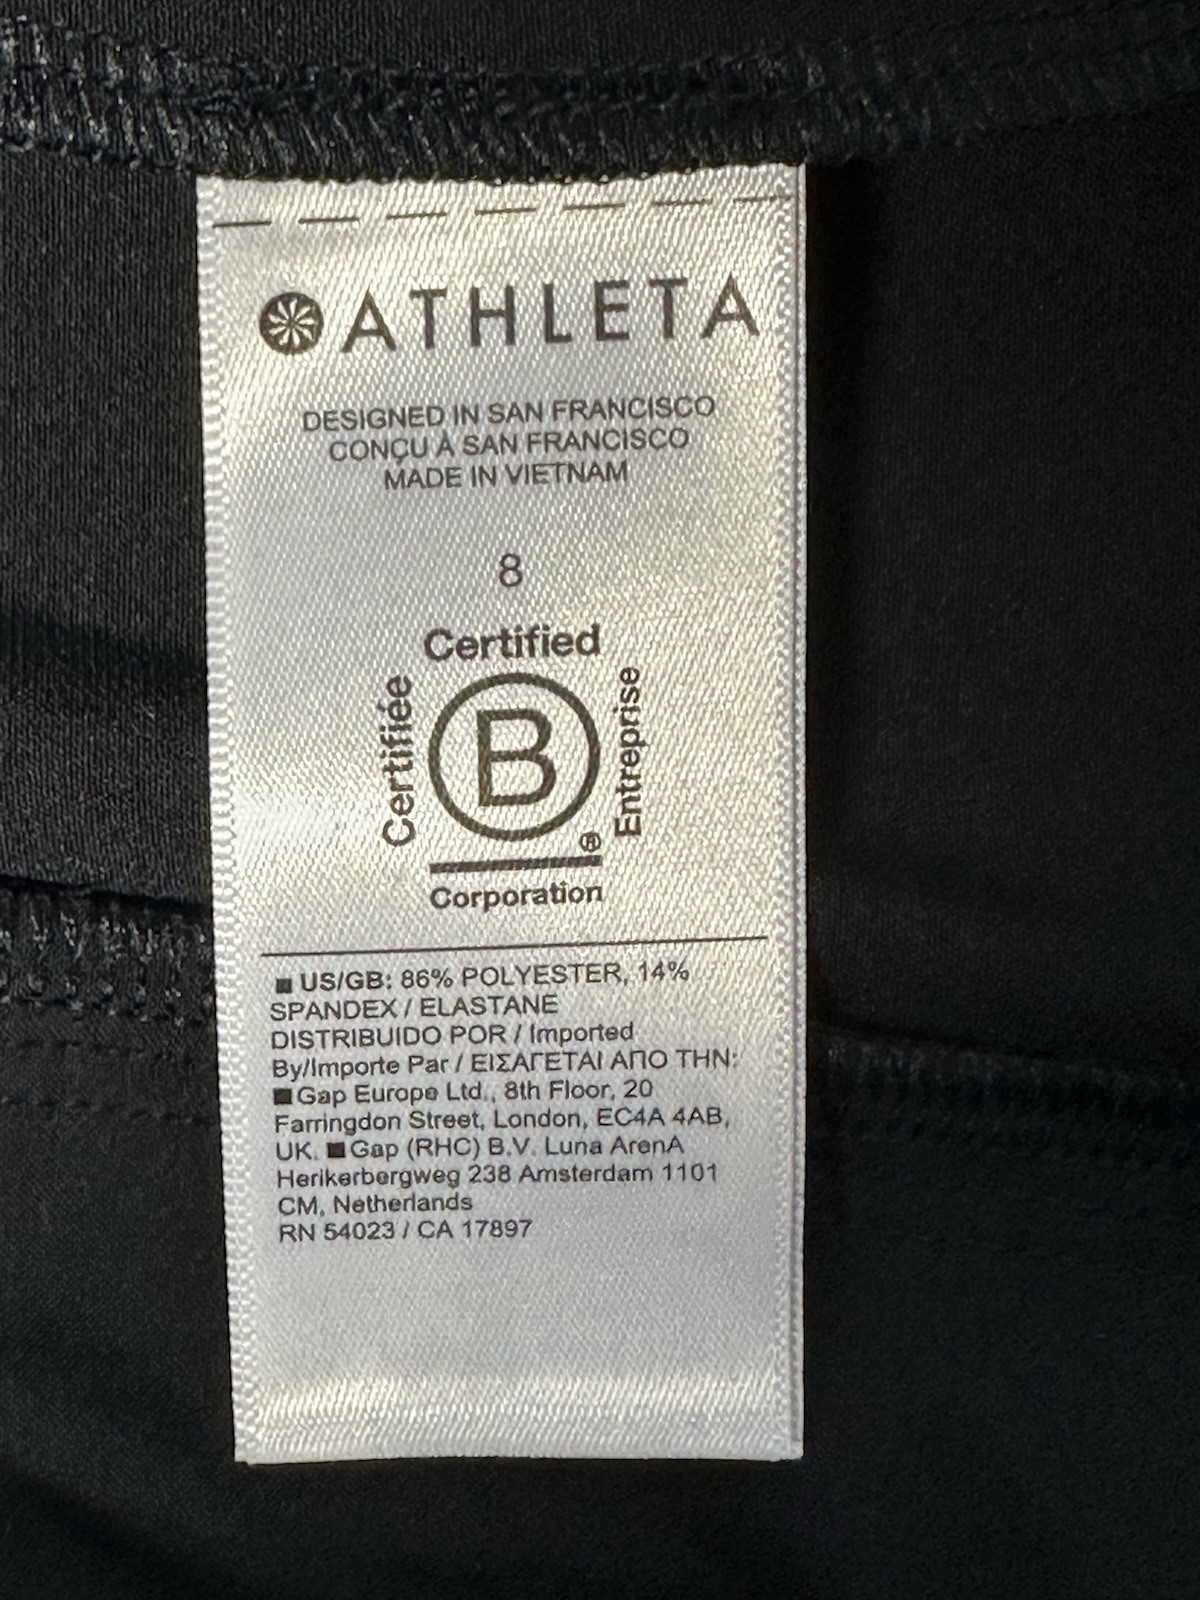 ATHLETA
DESIGNED IN SAN FRANCISCO
CONÇU À SAN FRANCISCO
MADE IN VIETNAM
8
Certified
Certifiée
B
Entreprise
®
Corporation
US/GB: 86% POLYESTER, 14%
SPANDEX / ELASTANE
DISTRIBUIDO POR / Imported
By/Importe Par / ΕΙΣΑΓΕΤΑΙ ΑΠΟ ΤΗΝ:
Gap Europe Ltd., 8th Floor, 20
Farringdon Street, London, EC4A 4AB,
UK. Gap (RHC) B.V. Luna ArenA
Herikerbergweg 238 Amsterdam 1101
CM, Netherlands
RN 54023 / CA 17897